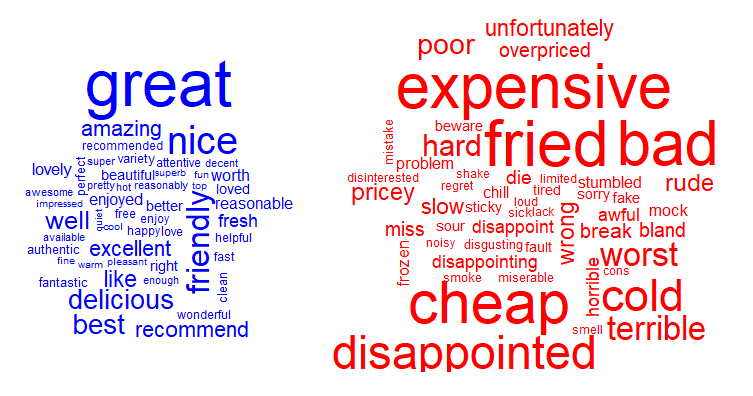 great
amazing
nice
recommended
super variety attentive decent
lovely
perfect
beautiful superb fun worth
awesome pretty hot reasonably top loved
impressed enjoyed better reasonable
well quiet free enjoy fresh
available cool happy love helpful
authentic excellent friendly fast
fine warm pleasant right
fantastic like enough clean
delicious
wonderful
best recommend
unfortunately
poor overpriced
expensive
mistake beware
hard fried bad
problem
disinterested shake die limited stumbled rude
pricey regret chill tired sorry fake
slow sticky loud sick lack awful mock
miss sour disappoint wrong break bland
noisy disgusting fault
frozen disappointing worst
smoke miserable horrible cons
cheap cold
smell terrible
disappointed